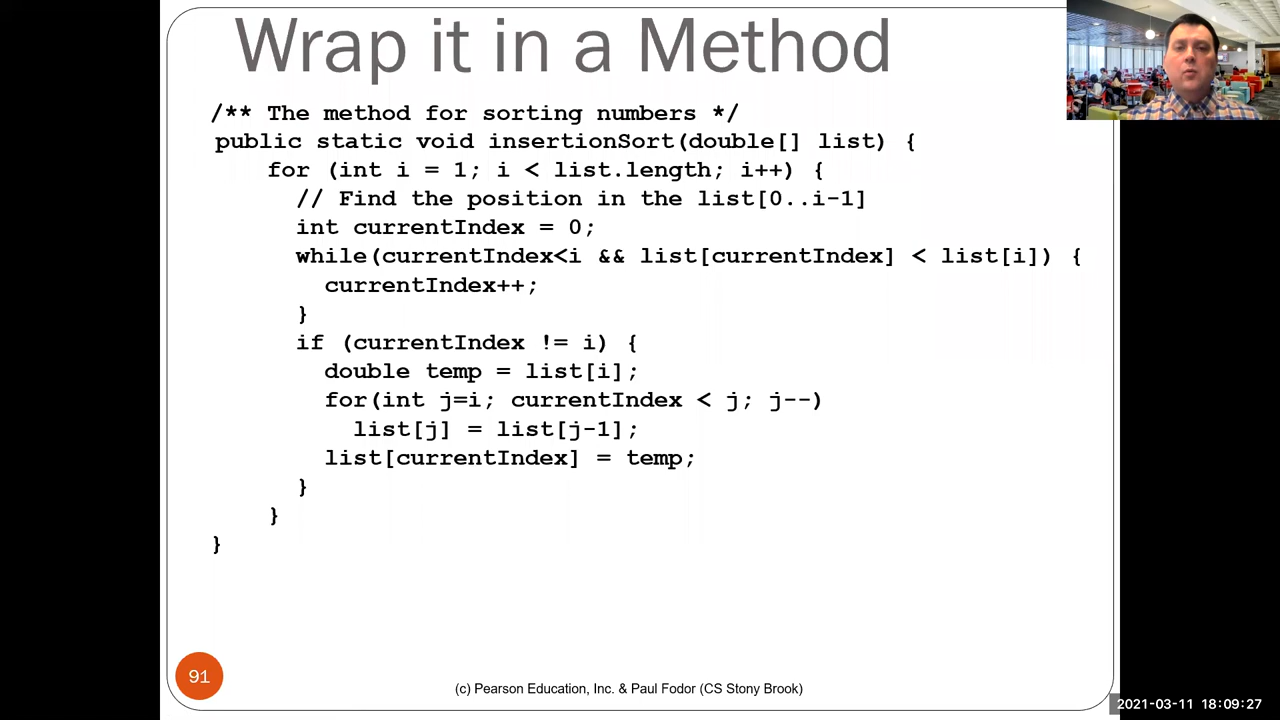 Wrap it in a Method
/** The method for sorting numbers */
public static void insertionSort(double[] list) {
for (int i = 1; i < list.length; i++) {
// Find the position in the list[0..i-1]
int currentIndex = 0;
while(currentIndex<i && list[currentIndex] < list[i]) {
currentIndex++;
}
if (currentIndex != i) {
double temp = list[i];
for(int j=i; currentIndex < j; j--)
list[j] = list[j-1];
list[currentIndex] = temp;
}
}
}
91
(c) Pearson Education, Inc. & Paul Fodor (CS Stony Brook)
2021-03-11 18:09:27